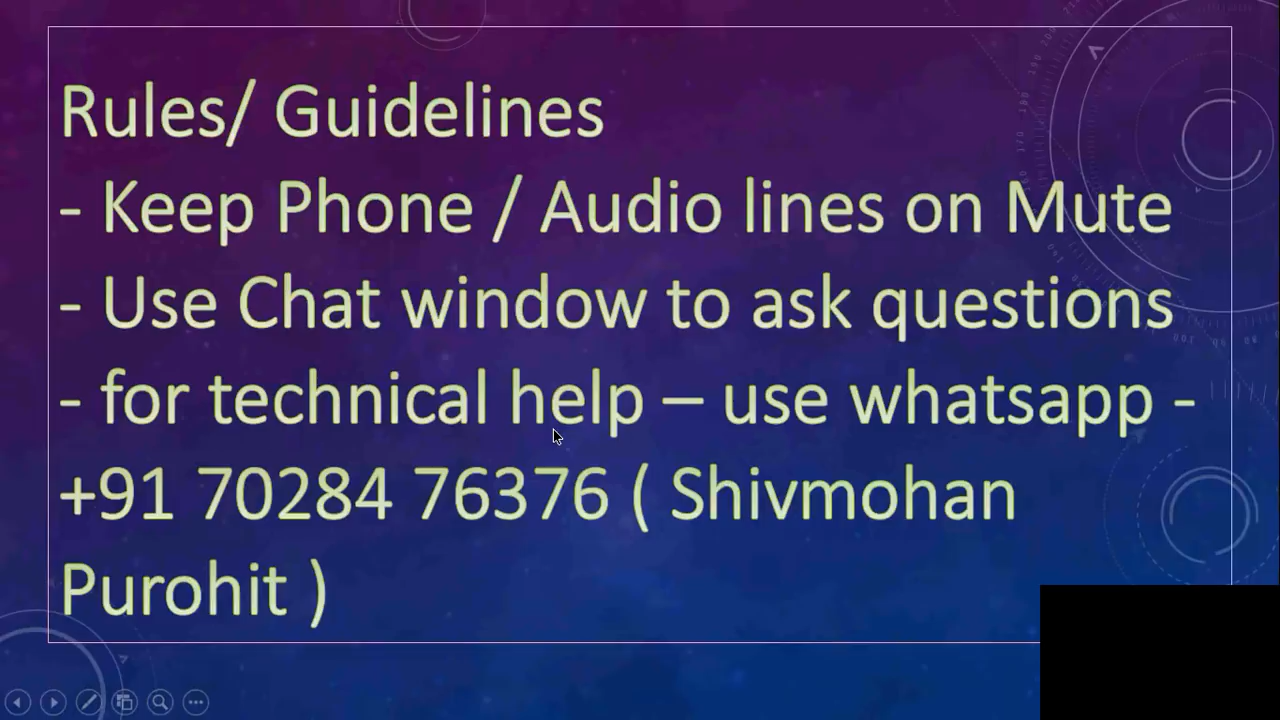 Rules/ Guidelines
- Keep Phone / Audio lines on Mute
- Use Chat window to ask questions
- for technical help – use whatsapp -
+91 70284 76376 ( Shivmohan
Purohit )